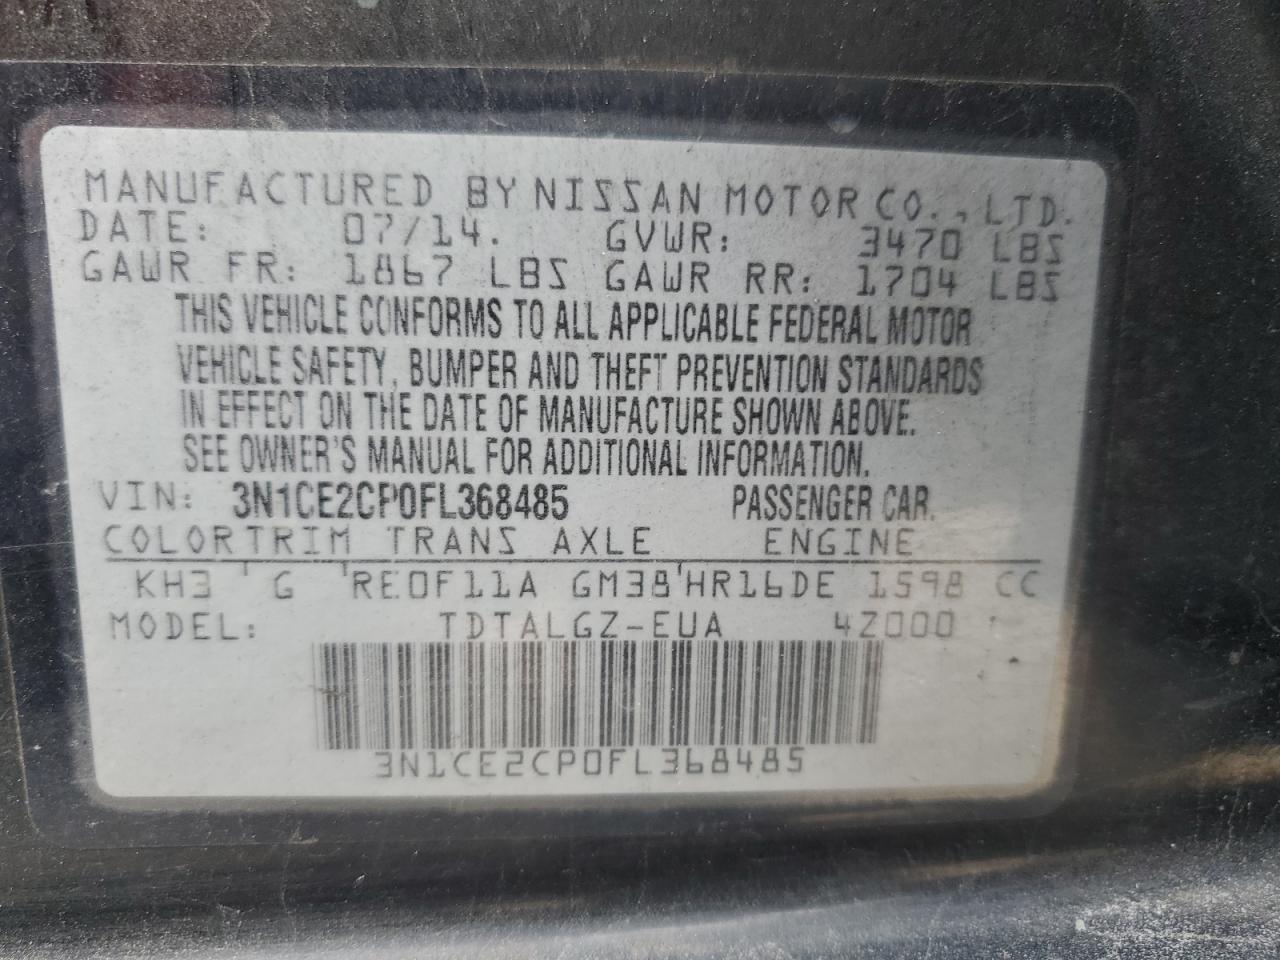 MANUFACTURED BY NISSAN MOTOR CO., LTD.
DATE: 07/14. GVWR: 3470 LBS
GAWR FR: 1867 LBS GAWR RR: 1704 LBS
THIS VEHICLE CONFORMS TO ALL APPLICABLE FEDERAL MOTOR
VEHICLE SAFETY, BUMPER AND THEFT PREVENTION STANDARDS
IN EFFECT ON THE DATE OF MANUFACTURE SHOWN ABOVE.
SEE OWNER'S MANUAL FOR ADDITIONAL INFORMATION.
VIN: 3N1CE2CP0FL368485 PASSENGER CAR.
COLOR TRIM TRANS AXLE ENGINE
KH3 ' G ' RE0F11A GM38 ' HR16DE 1598 CC
MODEL: TDTALGZ-EUA 4Z000 '
3N1CE2CP0FL368485